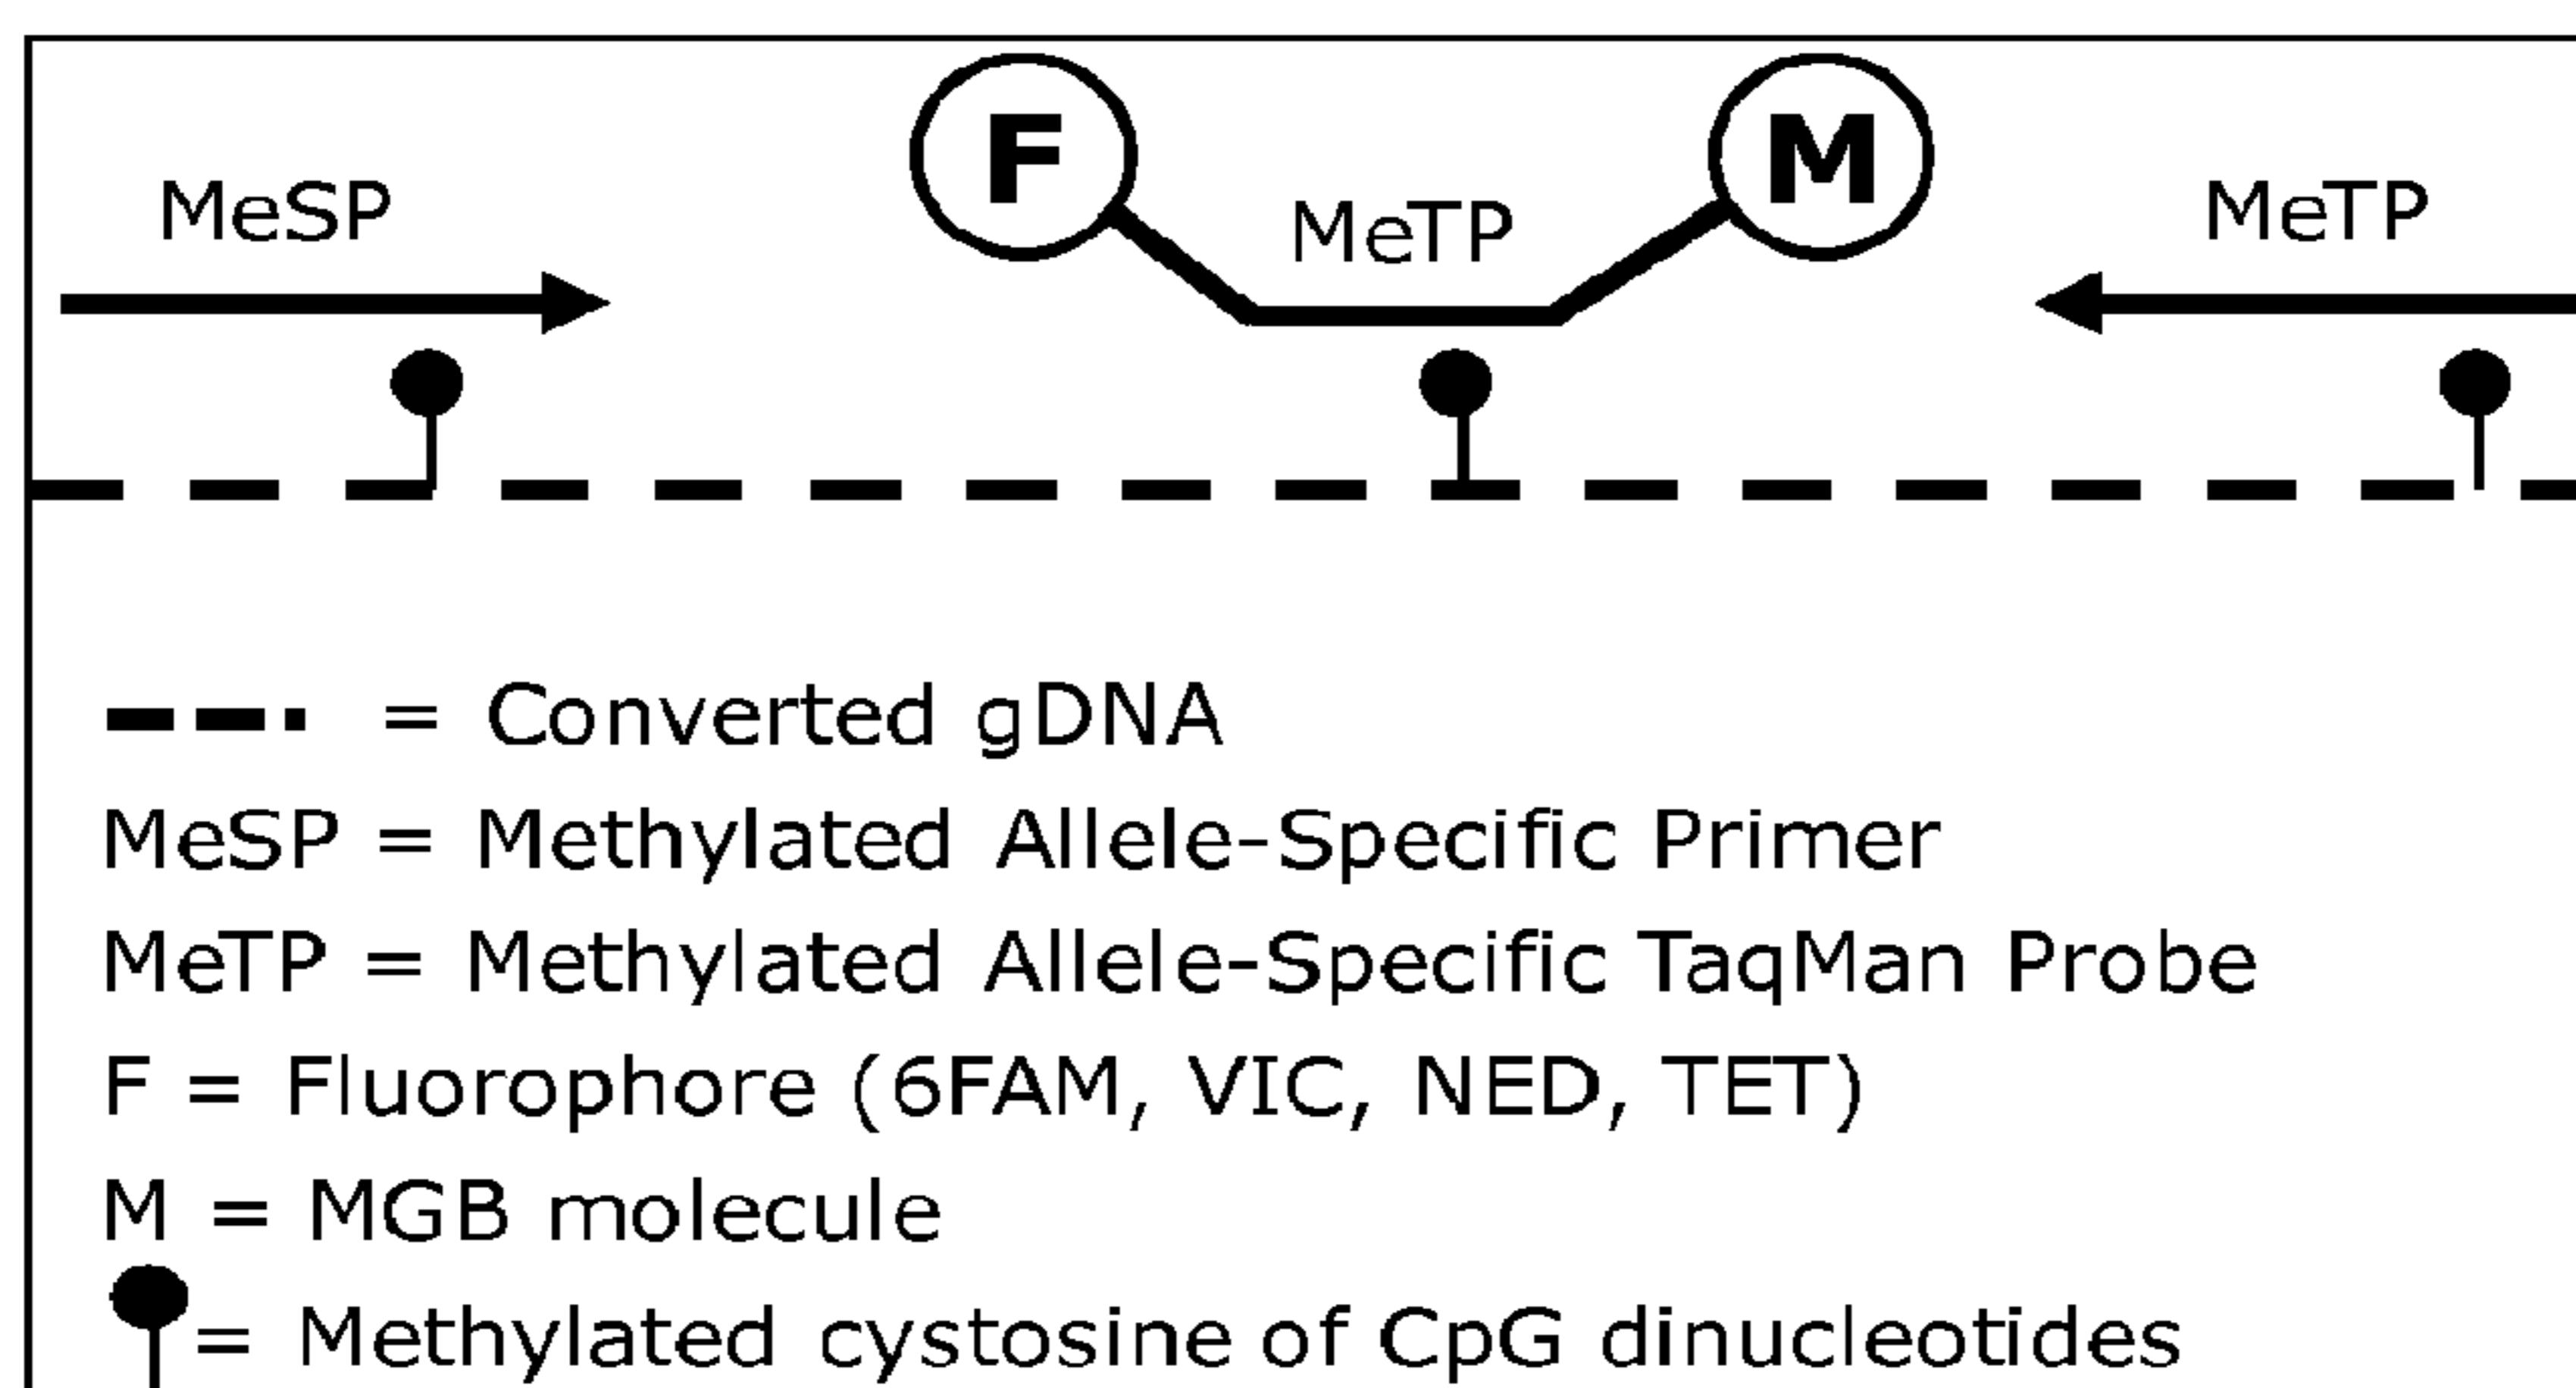 F
M
MeSP
MeTP
MeTP
= Converted gDNA
MeSP = Methylated Allele-Specific Primer
MeTP = Methylated Allele-Specific TaqMan Probe
F = Fluorophore (6FAM, VIC, NED, TET)
M = MGB molecule
= Methylated cystosine of CpG dinucleotides